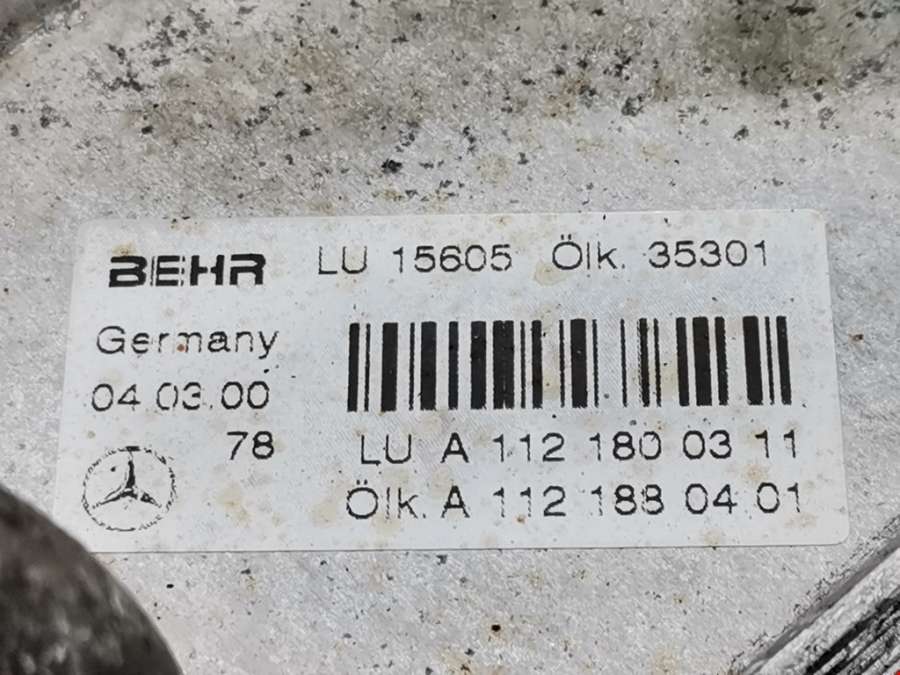 BEHR LU 15605 Ölk. 35301
Germany
04.03.00
78 LU A 112 180 03 11
Ölk. A 112 188 04 01